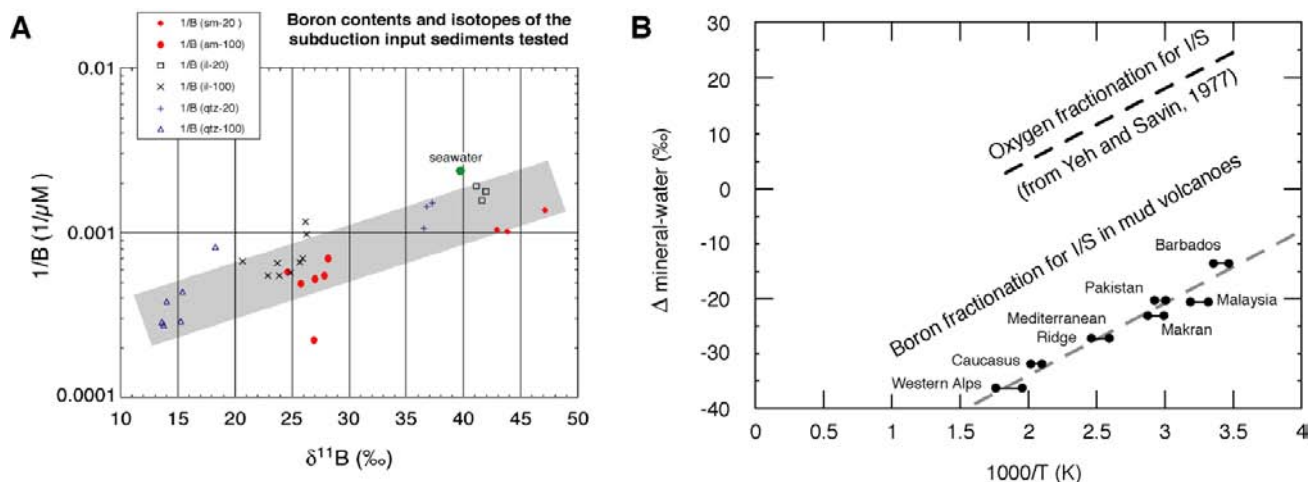 A
Boron contents and isotopes of the
subduction input sediments tested
1/B (sm-20 )
1/B (sm-100)
1/B (il-20)
1/B (il-100)
1/B (qtz-20)
1/B (qtz-100)
seawater
0.01
0.001
0.0001
1/B (1/µM)
10 15 20 25 30 35 40 45 50
δ11B (‰)
B
30
20
10
0
-10
-20
-30
-40
Δ mineral-water (‰)
Oxygen fractionation for I/S
(from Yeh and Savin, 1977)
Boron fractionation for I/S in mud volcanoes
Barbados
Pakistan
Malaysia
Mediterranean
Ridge
Makran
Caucasus
Western Alps
0 0.5 1 1.5 2 2.5 3 3.5 4
1000/T (K)